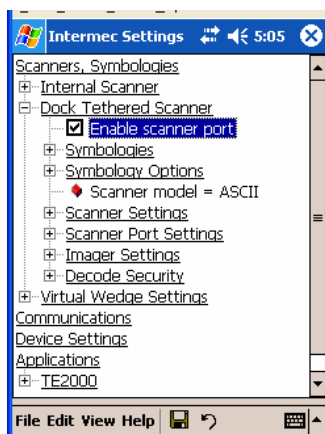 Intermec Settings 5:05
Scanners, Symbologies
Internal Scanner
Dock Tethered Scanner
Enable scanner port
Symbologies
Symbology Options
Scanner model = ASCII
Scanner Settings
Scanner Port Settings
Imager Settings
Decode Security
Virtual Wedge Settings
Communications
Device Settings
Applications
TE2000
File Edit View Help